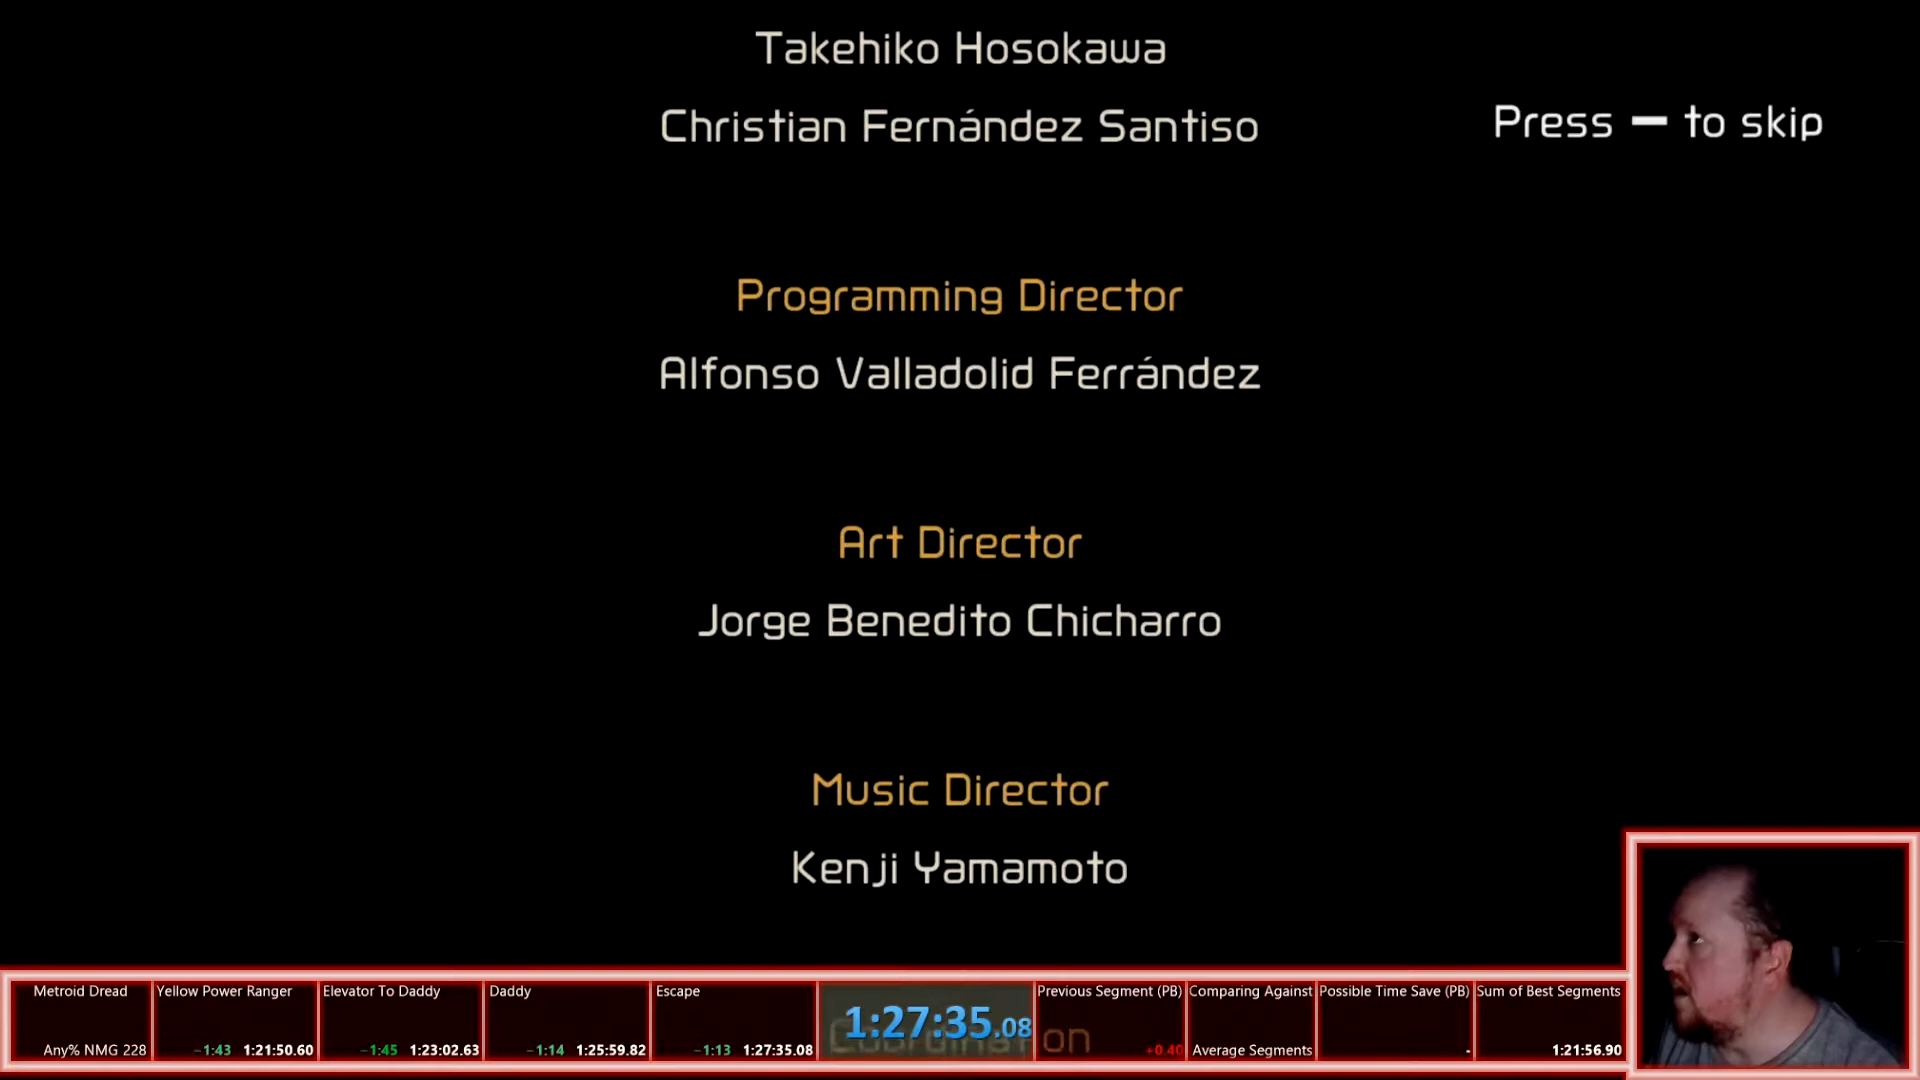 Takehiko Hosokawa
Christian Fernández Santiso
Press − to skip
Programming Director
Alfonso Valladolid Ferrández
Art Director
Jorge Benedito Chicharro
Music Director
Kenji Yamamoto
Coordination
Metroid Dread
Any% NMG 228
Yellow Power Ranger
−1:43 1:21:50.60
Elevator To Daddy
−1:45 1:23:02.63
Daddy
−1:14 1:25:59.82
Escape
−1:13 1:27:35.08
1:27:35.08
Previous Segment (PB)
+0.40
Comparing Against
Average Segments
Possible Time Save (PB)
-
Sum of Best Segments
1:21:56.90